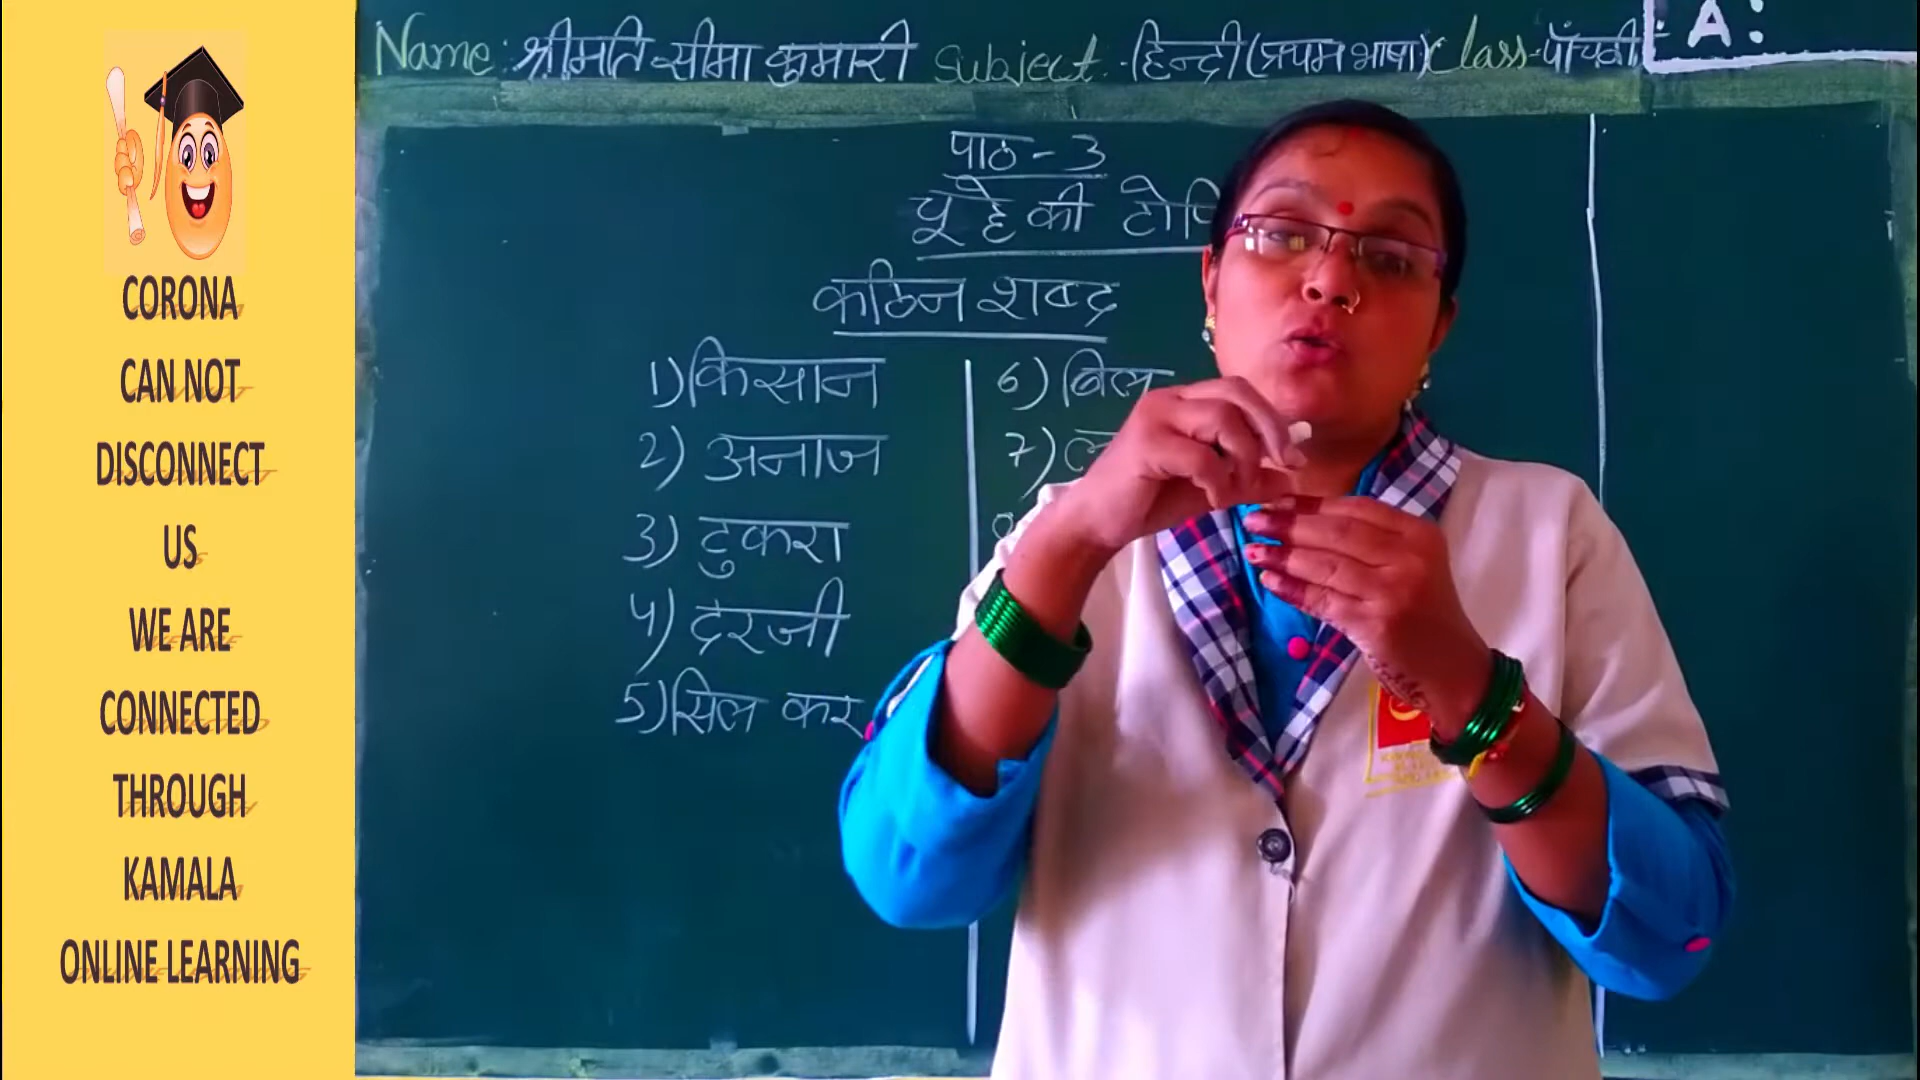 CORONA
CAN NOT
DISCONNECT
US
WE ARE
CONNECTED
THROUGH
KAMALA
ONLINE LEARNING
Name: श्रीमति सीमा कुमारी Subject:-हिन्दी(प्रथम भाषा) Class-पाँचवीं
A:
पाठ - 3
चूहे की टोपि
कठिन शब्द
1) किसान
2) अनाज
3) टुकरा
4) दरजी
5) सिल कर
6) बिल
7)